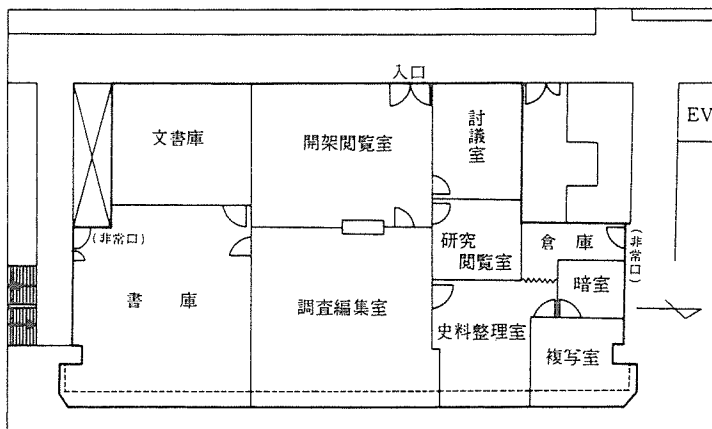 入口
文書庫
開架閲覧室
討議室
EV
(非常口)
研究
閲覧室
倉庫
(非常口)
書庫
調査編集室
史料整理室
暗室
複写室